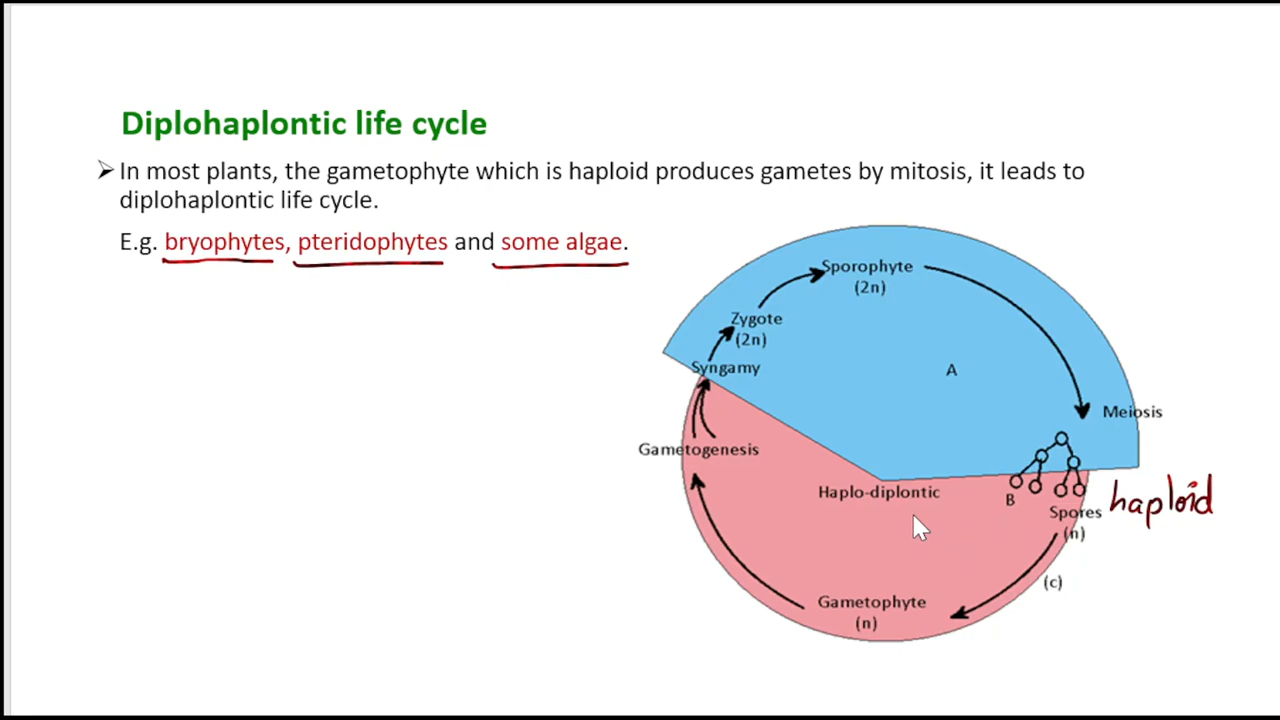 Diplohaplontic life cycle
In most plants, the gametophyte which is haploid produces gametes by mitosis, it leads to
diplohaplontic life cycle.
E.g. bryophytes, pteridophytes and some algae.
Sporophyte
(2n)
Zygote
(2n)
Syngamy
A
Meiosis
Gametogenesis
Haplo-diplontic
B
Spores
(n)
haploid
(c)
Gametophyte
(n)